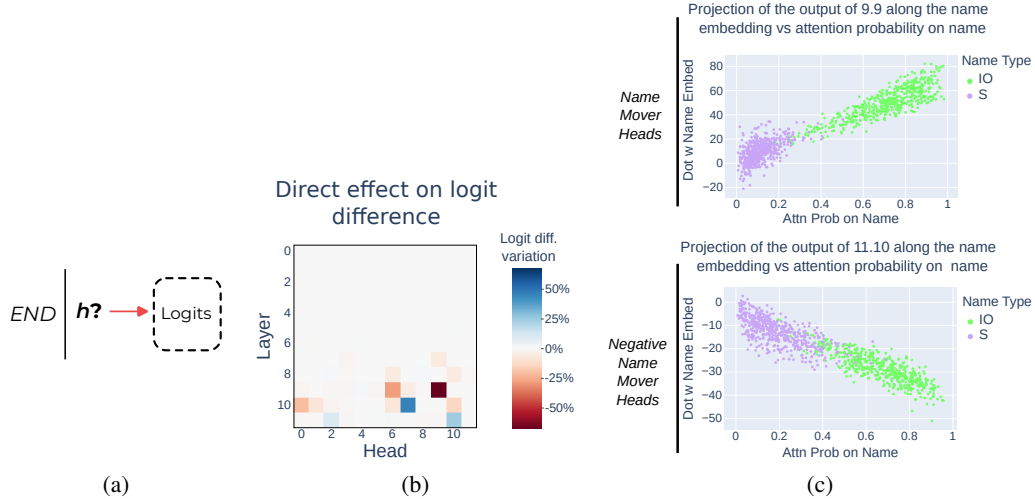 END
h?
Logits
(a)
Direct effect on logit
difference
Logit diff.
variation
0
2
4
6
8
10
Layer
50%
25%
0%
−25%
−50%
0 2 4 6 8 10
Head
(b)
Projection of the output of 9.9 along the name
embedding vs attention probability on name
Name
Mover
Heads
Dot w Name Embed
80
60
40
20
0
−20
0 0.2 0.4 0.6 0.8 1
Attn Prob on Name
Name Type
IO
S
Projection of the output of 11.10 along the name
embedding vs attention probability on name
Negative
Name
Mover
Heads
Dot w Name Embed
0
−10
−20
−30
−40
−50
0 0.2 0.4 0.6 0.8 1
Attn Prob on Name
Name Type
IO
S
(c)